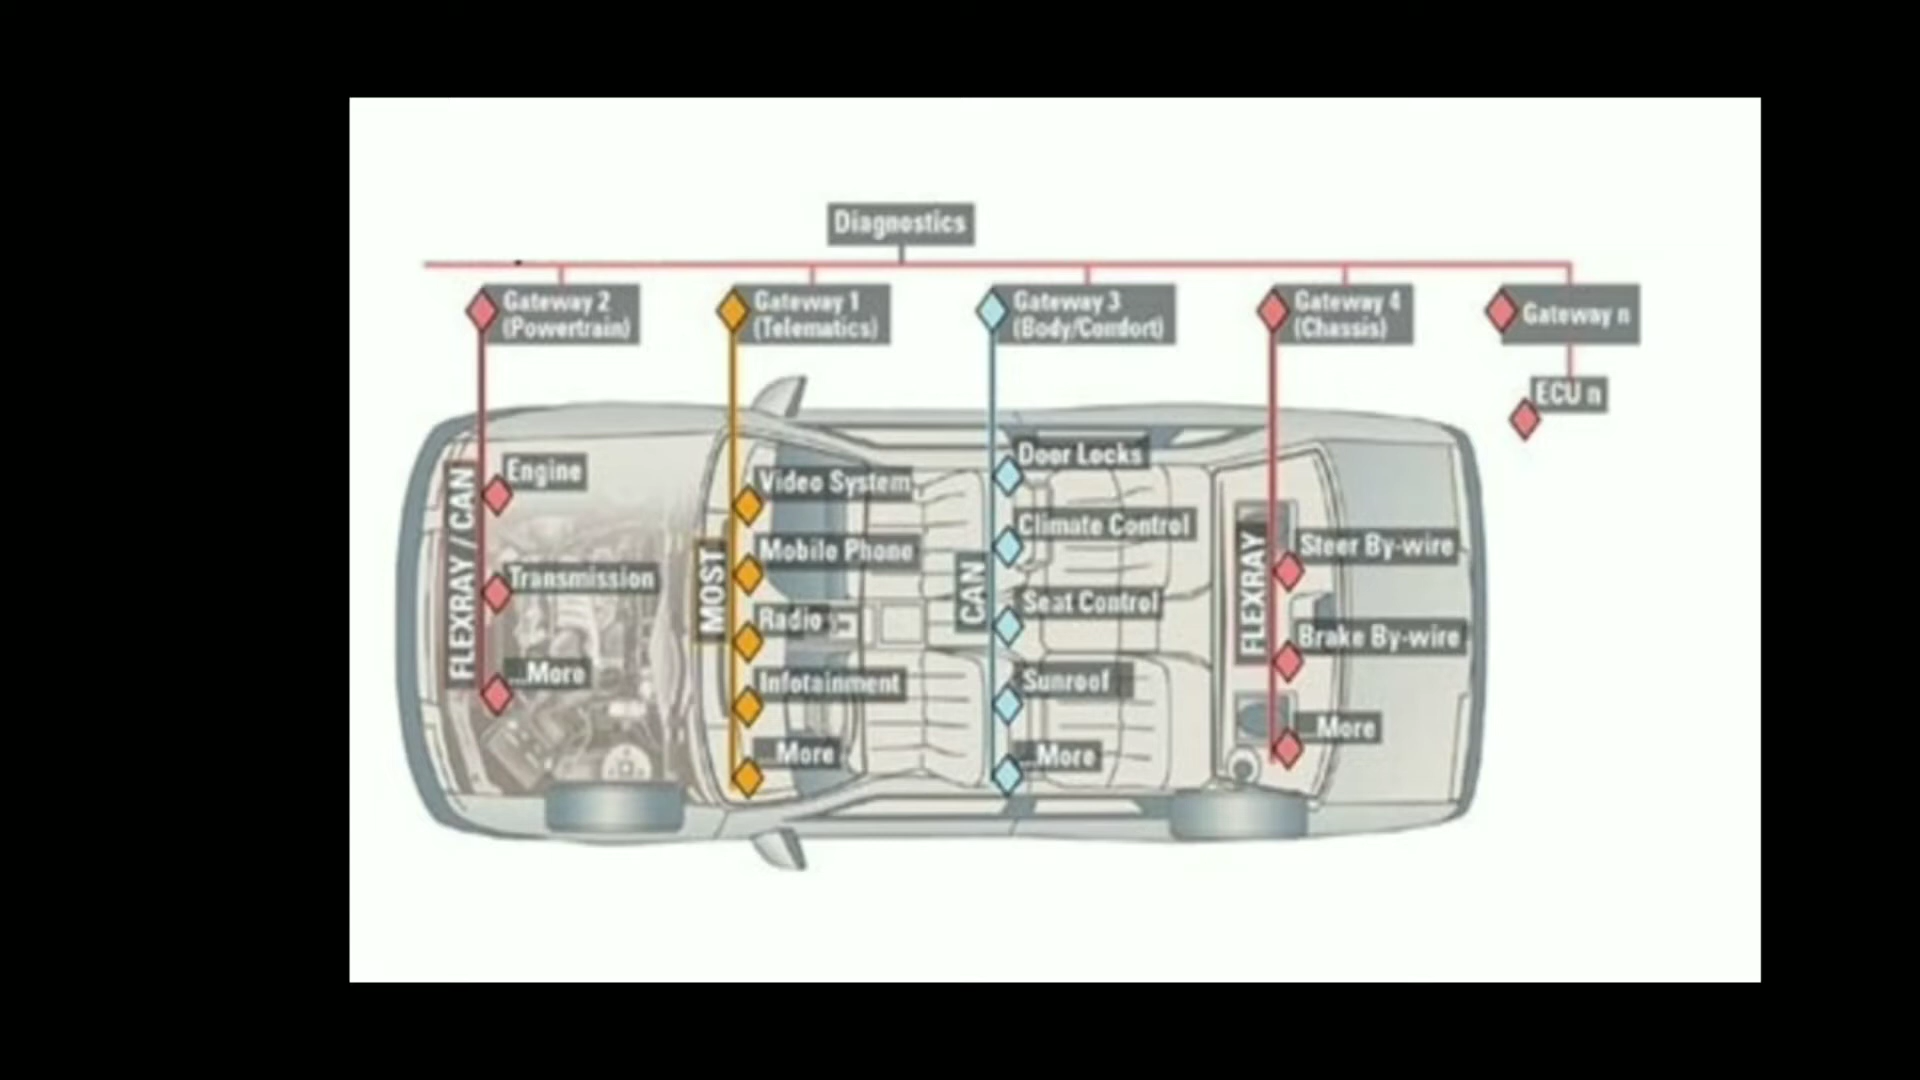 Diagnostics
Gateway 2
(Powertrain)
Gateway 1
(Telematics)
Gateway 3
(Body/Comfort)
Gateway 4
(Chassis)
Gateway n
ECU n
FLEXRAY / CAN
Engine
Transmission
...More
MOST
Video System
Mobile Phone
Radio
Infotainment
...More
CAN
Door Locks
Climate Control
Seat Control
Sunroof
...More
FLEXRAY
Steer By-wire
Brake By-wire
...More